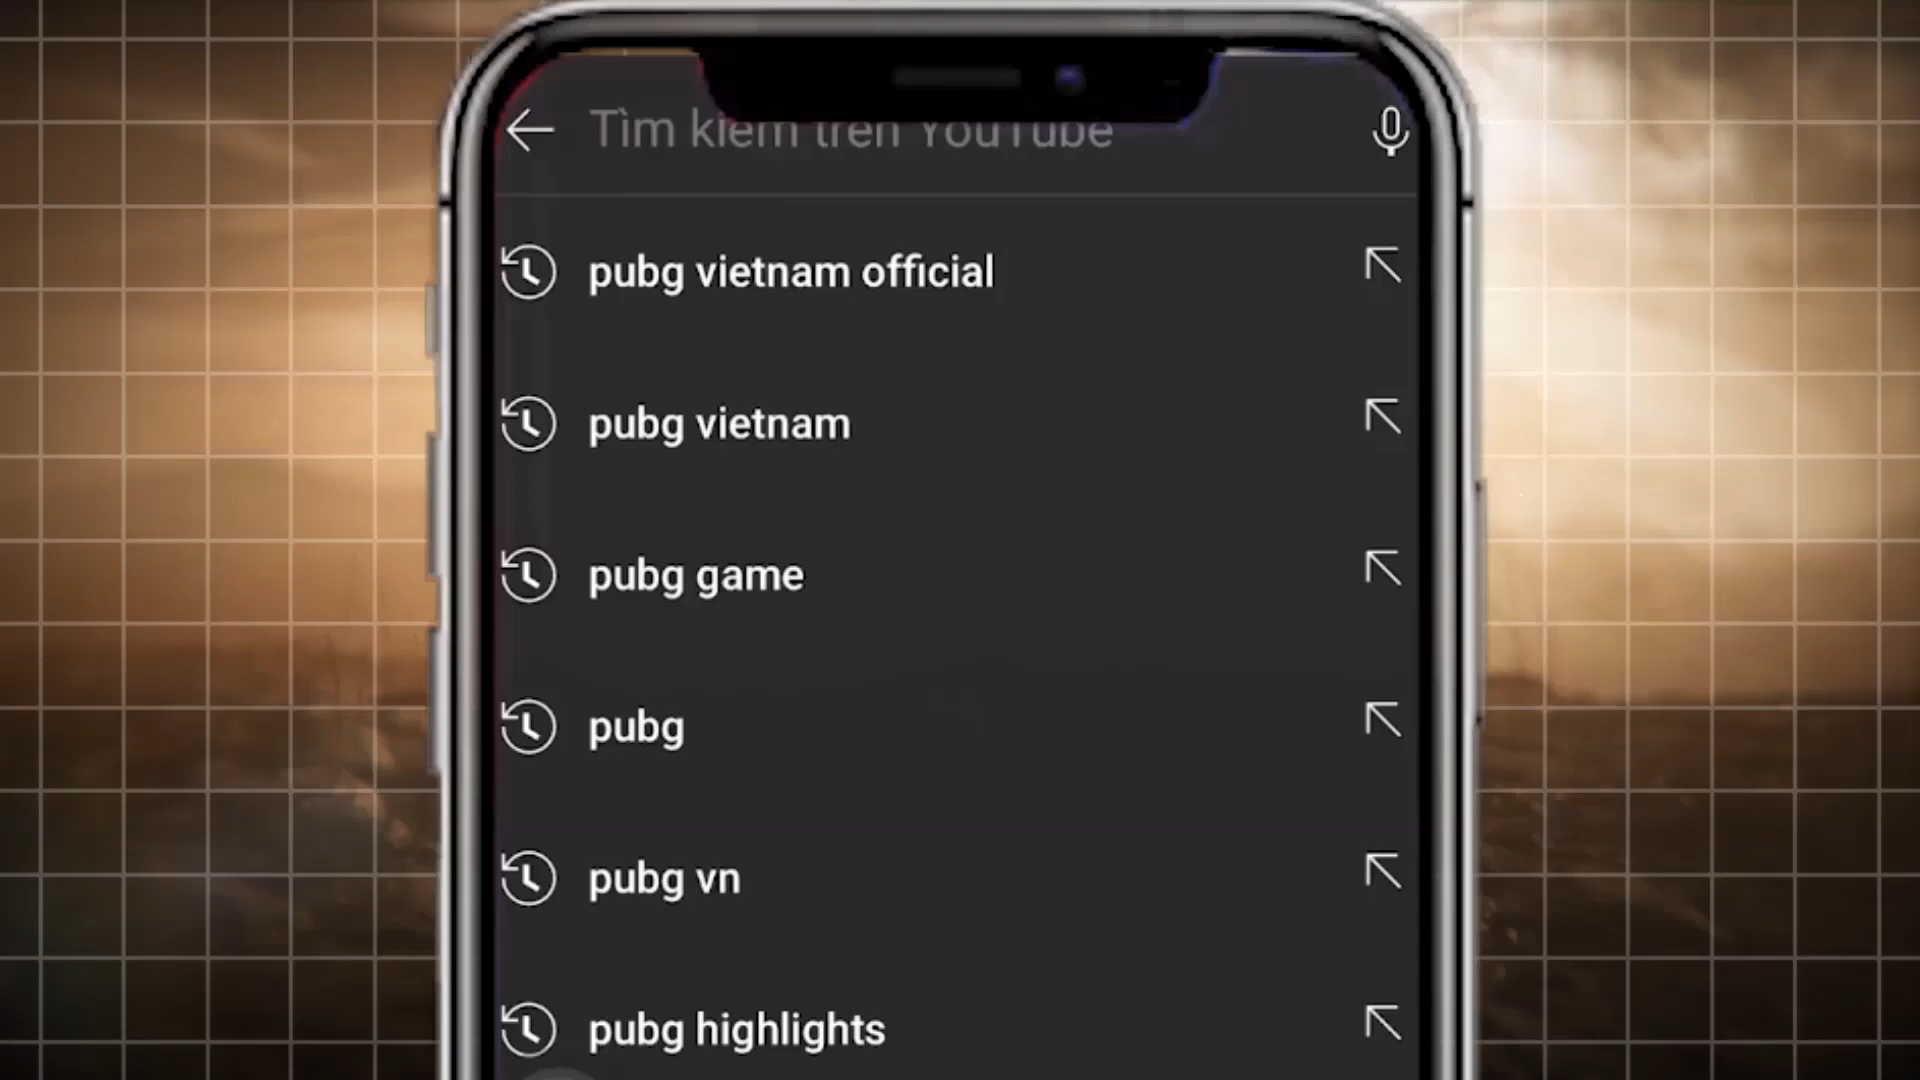 Tìm kiếm trên YouTube
pubg vietnam official
pubg vietnam
pubg game
pubg
pubg vn
pubg highlights